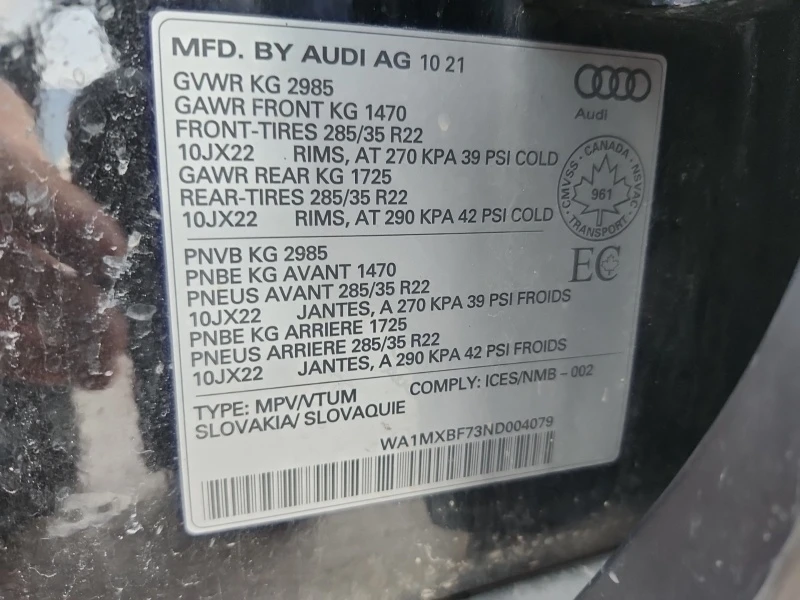 MFD. BY AUDI AG 10 21
GVWR KG 2985
GAWR FRONT KG 1470
FRONT-TIRES 285/35 R22
10JX22 RIMS, AT 270 KPA 39 PSI COLD
GAWR REAR KG 1725
REAR-TIRES 285/35 R22
10JX22 RIMS, AT 290 KPA 42 PSI COLD
Audi
CMVSS · CANADA · NSVAC
961
TRANSPORT
EC
PNVB KG 2985
PNBE KG AVANT 1470
PNEUS AVANT 285/35 R22
10JX22 JANTES, A 270 KPA 39 PSI FROIDS
PNBE KG ARRIERE 1725
PNEUS ARRIERE 285/35 R22
10JX22 JANTES, A 290 KPA 42 PSI FROIDS
TYPE: MPV/VTUM COMPLY: ICES/NMB - 002
SLOVAKIA/ SLOVAQUIE
WA1MXBF73ND004079